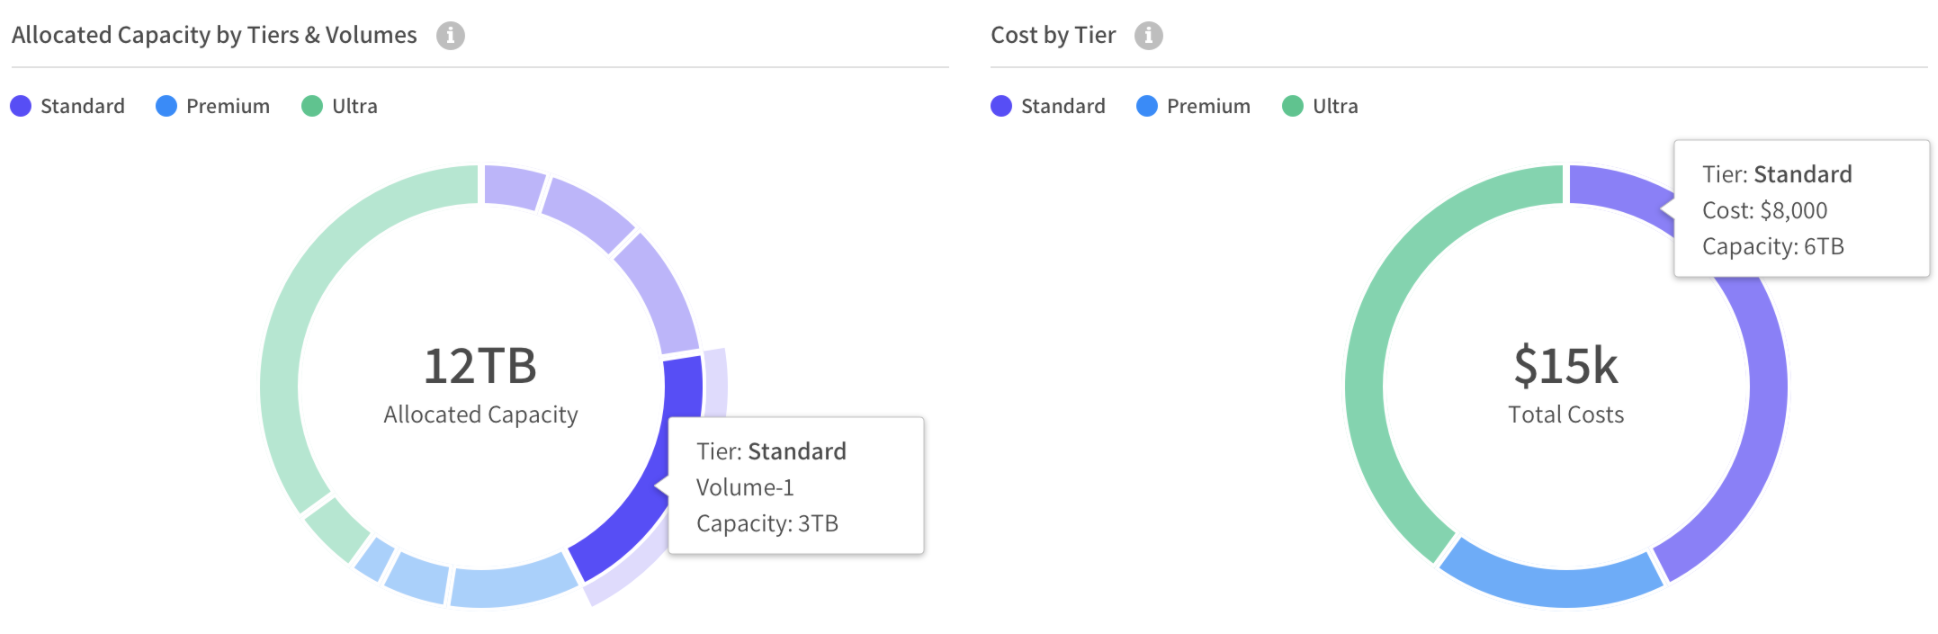 Allocated Capacity by Tiers & Volumes
Standard Premium Ultra
12TB
Allocated Capacity
Tier: Standard
Volume-1
Capacity: 3TB
Cost by Tier
Standard Premium Ultra
Tier: Standard
Cost: $8,000
Capacity: 6TB
$15k
Total Costs